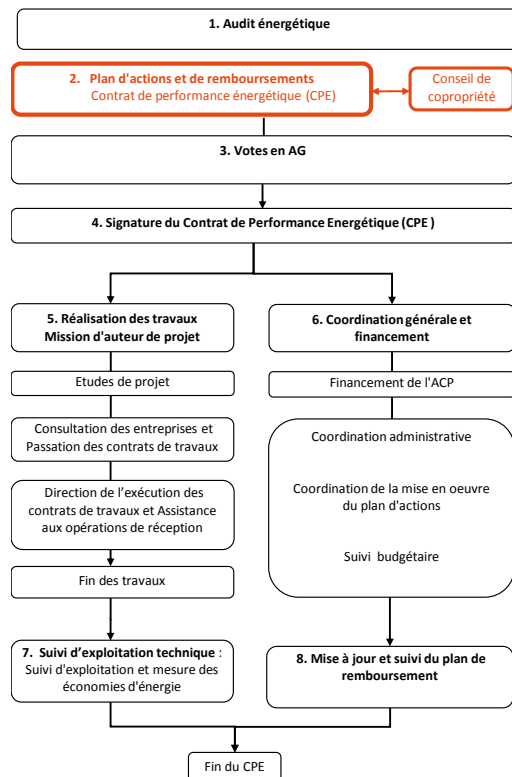 1. Audit énergétique
2. Plan d'actions et de rembourrsements
Contrat de performance énergétique (CPE)
Conseil de
copropriété
3. Votes en AG
4. Signature du Contrat de Performance Energétique (CPE )
5. Réalisation des travaux
Mission d'auteur de projet
6. Coordination générale et
financement
Etudes de projet
Financement de l'ACP
Consultation des entreprises et
Passation des contrats de travaux
Coordination administrative
Direction de l’exécution des
contrats de travaux et Assistance
aux opérations de réception
Coordination de la mise en oeuvre
du plan d'actions
Suivi budgétaire
Fin des travaux
7. Suivi d’exploitation technique :
Suivi d'exploitation et mesure des
économies d'énergie
8. Mise à jour et suivi du plan de
remboursement
Fin du CPE